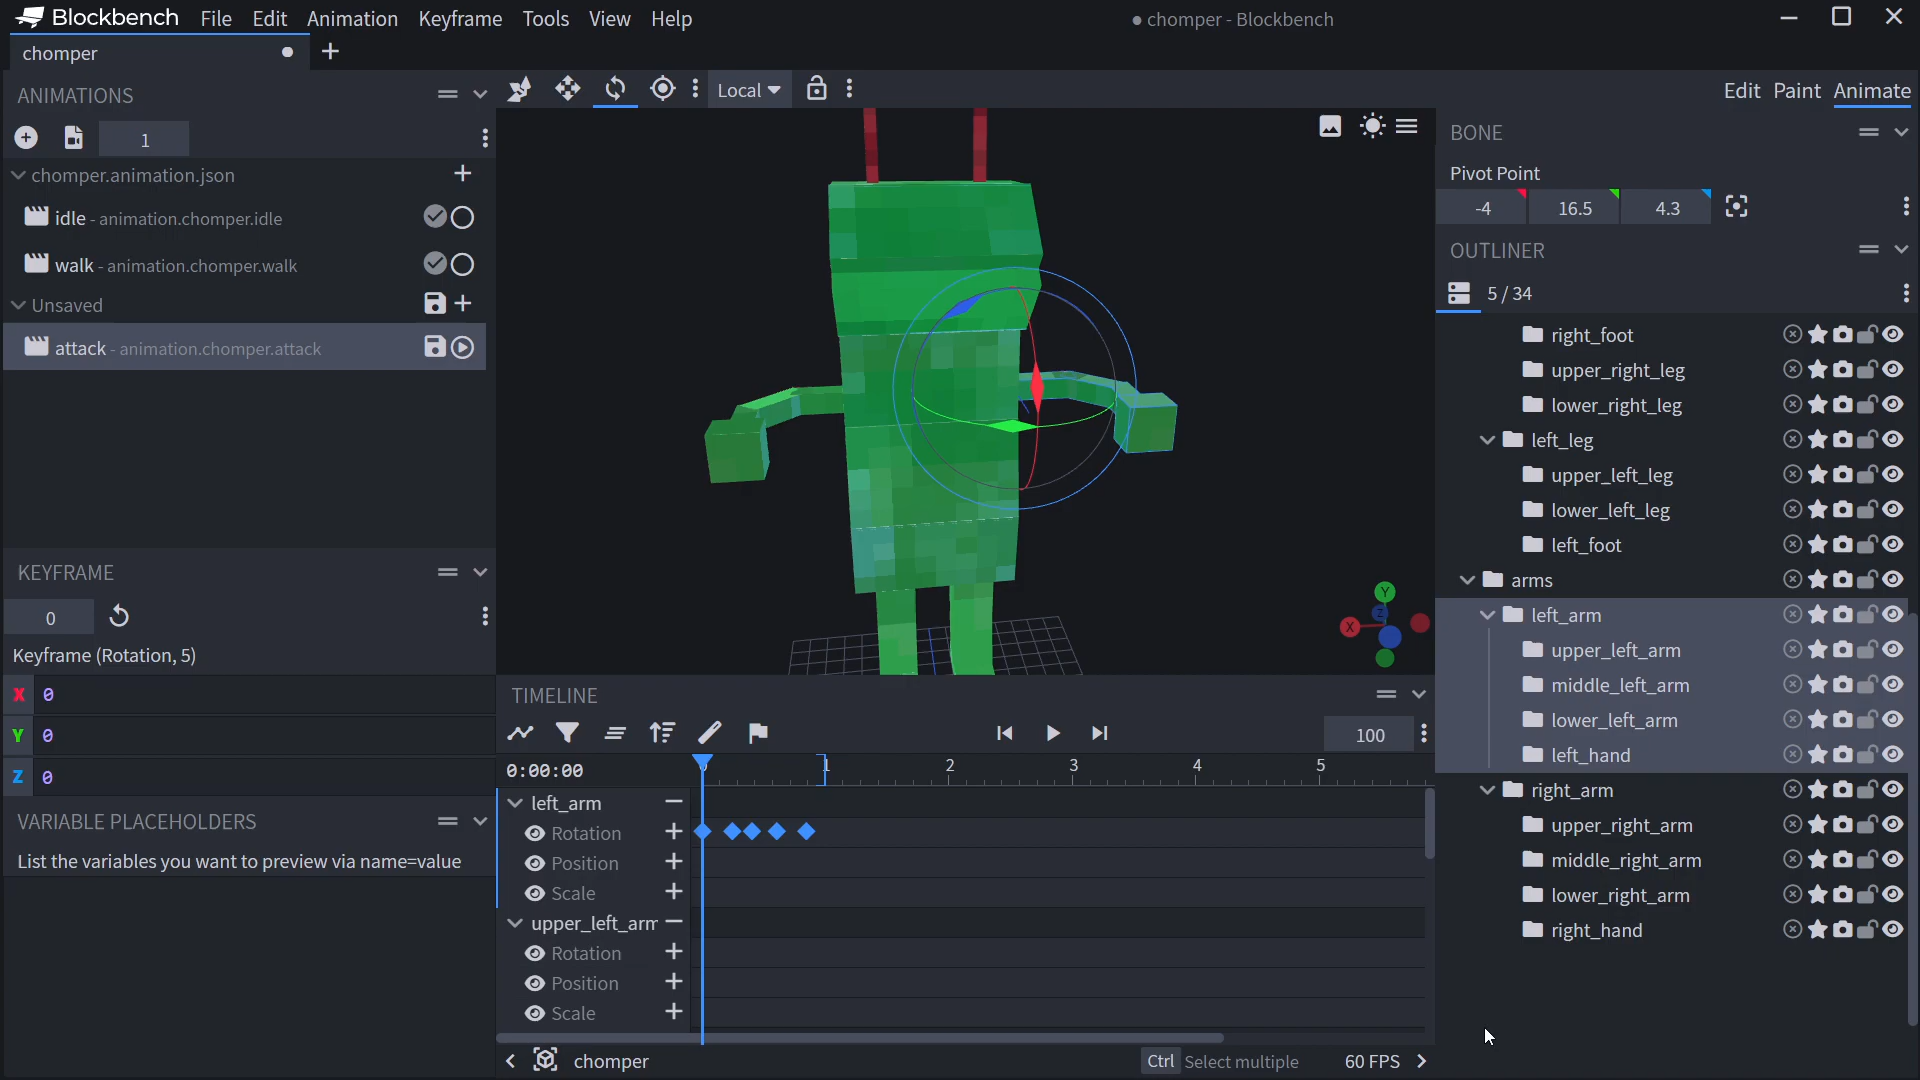 Blockbench File Edit Animation Keyframe Tools View Help
● chomper - Blockbench
chomper
ANIMATIONS
1
chomper.animation.json
idle - animation.chomper.idle
walk - animation.chomper.walk
Unsaved
attack - animation.chomper.attack
KEYFRAME
0
Keyframe (Rotation, 5)
X 0
Y 0
Z 0
VARIABLE PLACEHOLDERS
List the variables you want to preview via name=value
Local
Y
Z
X
TIMELINE
100
0:00:00
0 1 2 3 4 5
left_arm
Rotation
Position
Scale
upper_left_arm
Rotation
Position
Scale
chomper
Ctrl Select multiple 60 FPS
Edit Paint Animate
BONE
Pivot Point
-4 16.5 4.3
OUTLINER
5 / 34
right_foot
upper_right_leg
lower_right_leg
left_leg
upper_left_leg
lower_left_leg
left_foot
arms
left_arm
upper_left_arm
middle_left_arm
lower_left_arm
left_hand
right_arm
upper_right_arm
middle_right_arm
lower_right_arm
right_hand